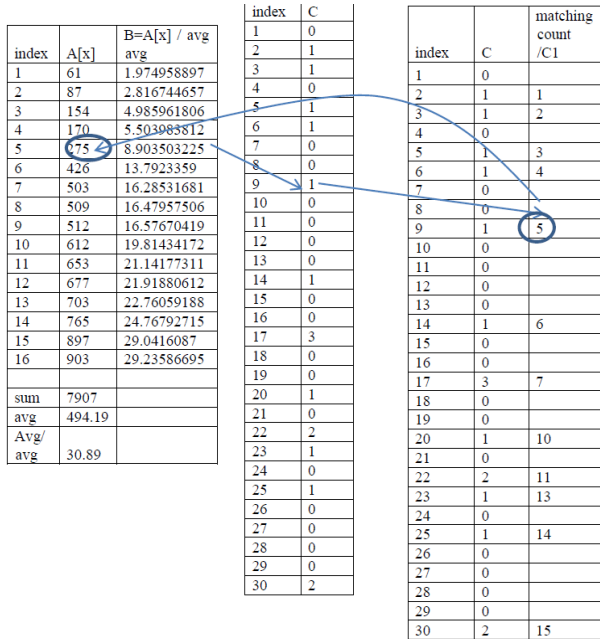 index A[x] B=A[x] / avg avg
1 61 1.974958897
2 87 2.816744657
3 154 4.985961806
4 170 5.503983812
5 275 8.903503225
6 426 13.7923359
7 503 16.28531681
8 509 16.47957506
9 512 16.57670419
10 612 19.81434172
11 653 21.14177311
12 677 21.91880612
13 703 22.76059188
14 765 24.76792715
15 897 29.0416087
16 903 29.23586695
sum 7907
avg 494.19
Avg/
avg 30.89
index C
1 0
2 1
3 1
4 0
5 1
6 1
7 0
8 0
9 1
10 0
11 0
12 0
13 0
14 1
15 0
16 0
17 3
18 0
19 0
20 1
21 0
22 2
23 1
24 0
25 1
26 0
27 0
28 0
29 0
30 2
index C matching count /C1
1 0
2 1 1
3 1 2
4 0
5 1 3
6 1 4
7 0
8 0
9 1 5
10 0
11 0
12 0
13 0
14 1 6
15 0
16 0
17 3 7
18 0
19 0
20 1 10
21 0
22 2 11
23 1 13
24 0
25 1 14
26 0
27 0
28 0
29 0
30 2 15